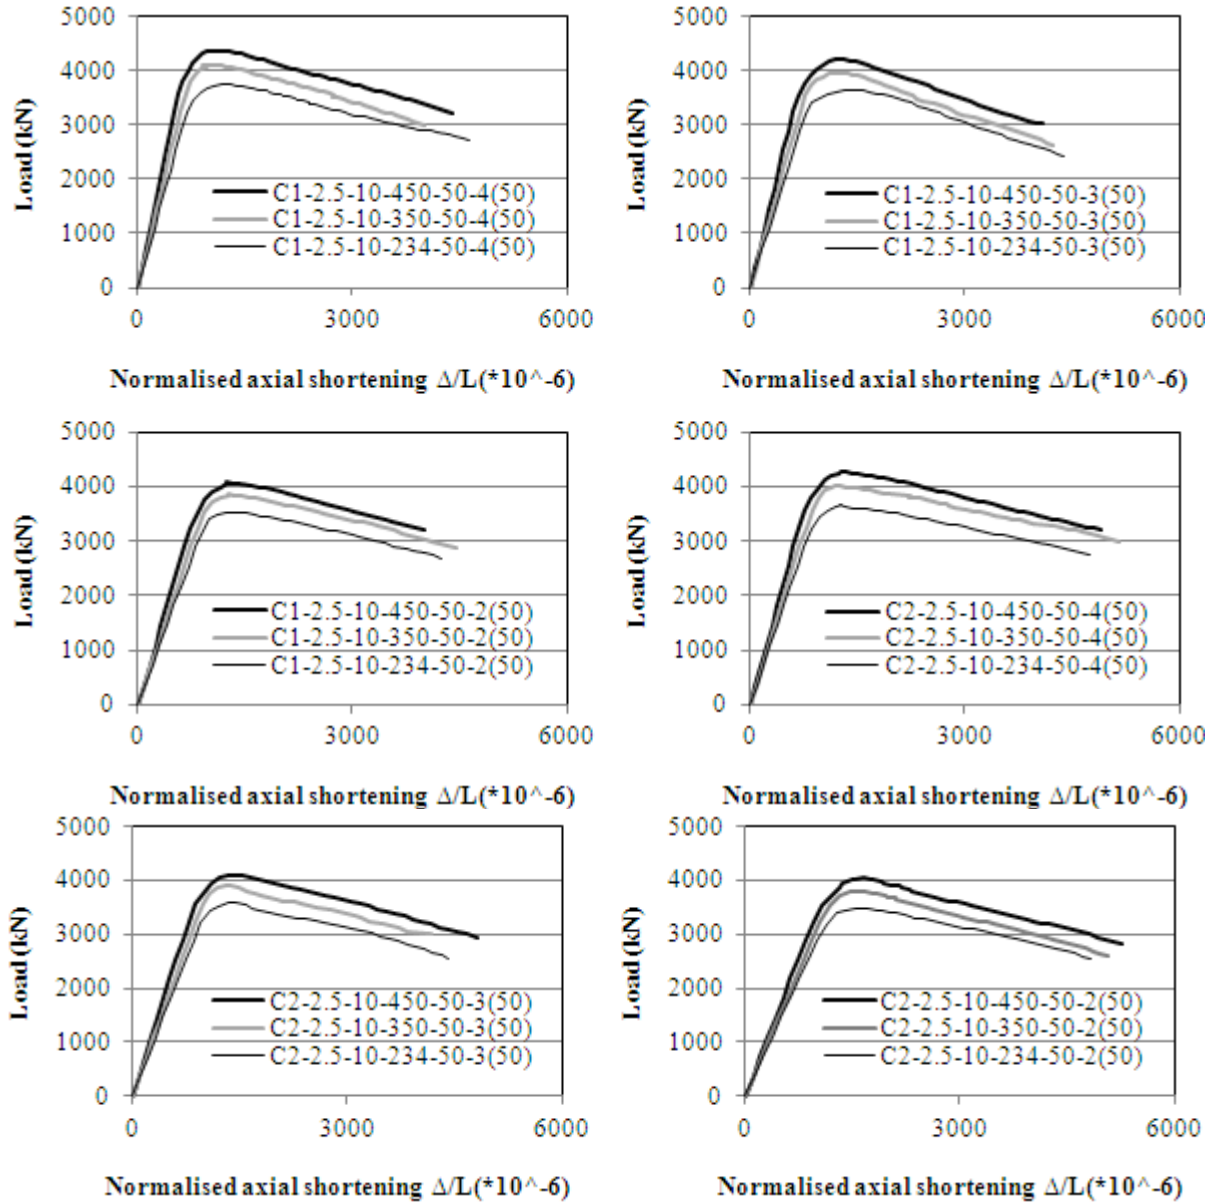 5000
4000
3000
2000
1000
0
Load (kN)
C1-2.5-10-450-50-4(50)
C1-2.5-10-350-50-4(50)
C1-2.5-10-234-50-4(50)
0
3000
6000
Normalised axial shortening Δ/L(*10^-6)
5000
4000
3000
2000
1000
0
Load (kN)
C1-2.5-10-450-50-3(50)
C1-2.5-10-350-50-3(50)
C1-2.5-10-234-50-3(50)
0
3000
6000
Normalised axial shortening Δ/L(*10^-6)
5000
4000
3000
2000
1000
0
Load (kN)
C1-2.5-10-450-50-2(50)
C1-2.5-10-350-50-2(50)
C1-2.5-10-234-50-2(50)
0
3000
6000
Normalised axial shortening Δ/L(*10^-6)
5000
4000
3000
2000
1000
0
Load (kN)
C2-2.5-10-450-50-4(50)
C2-2.5-10-350-50-4(50)
C2-2.5-10-234-50-4(50)
0
3000
6000
Normalised axial shortening Δ/L(*10^-6)
5000
4000
3000
2000
1000
0
Load (kN)
C2-2.5-10-450-50-3(50)
C2-2.5-10-350-50-3(50)
C2-2.5-10-234-50-3(50)
0
3000
6000
Normalised axial shortening Δ/L(*10^-6)
5000
4000
3000
2000
1000
0
Load (kN)
C2-2.5-10-450-50-2(50)
C2-2.5-10-350-50-2(50)
C2-2.5-10-234-50-2(50)
0
3000
6000
Normalised axial shortening Δ/L(*10^-6)